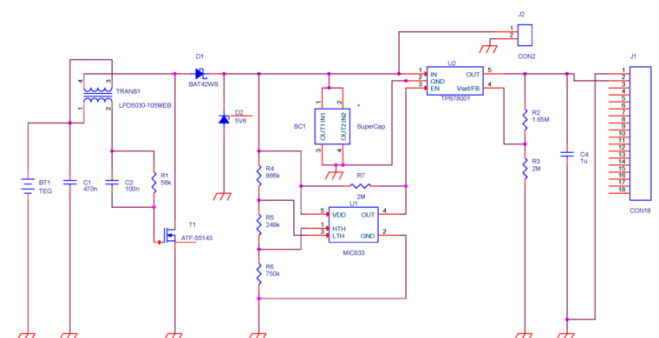 J2
1
2
CON2
D1
BAT42WS
U2
1 IN OUT 5
2 GND
3 EN Vset/FB 4
TPS78001
J1
1
2
3
4
5
6
7
8
9
10
11
12
13
14
15
16
17
18
CON18
4 3
TRANS1
LPD5030-105MEB
1 2
D2
5V6
1 2
OUT1 IN1
OUT2 IN2
3 4
SC1
+
SuperCap
R2
1.65M
R3
2M
C4
1u
BT1
TEG
C1
470n
C2
100n
R1
56k
R4
866k
R7
2M
U1
5 VDD OUT 4
1 HTH
3 LTH GND 2
MIC833
R5
249k
R6
750k
T1
ATF-55143